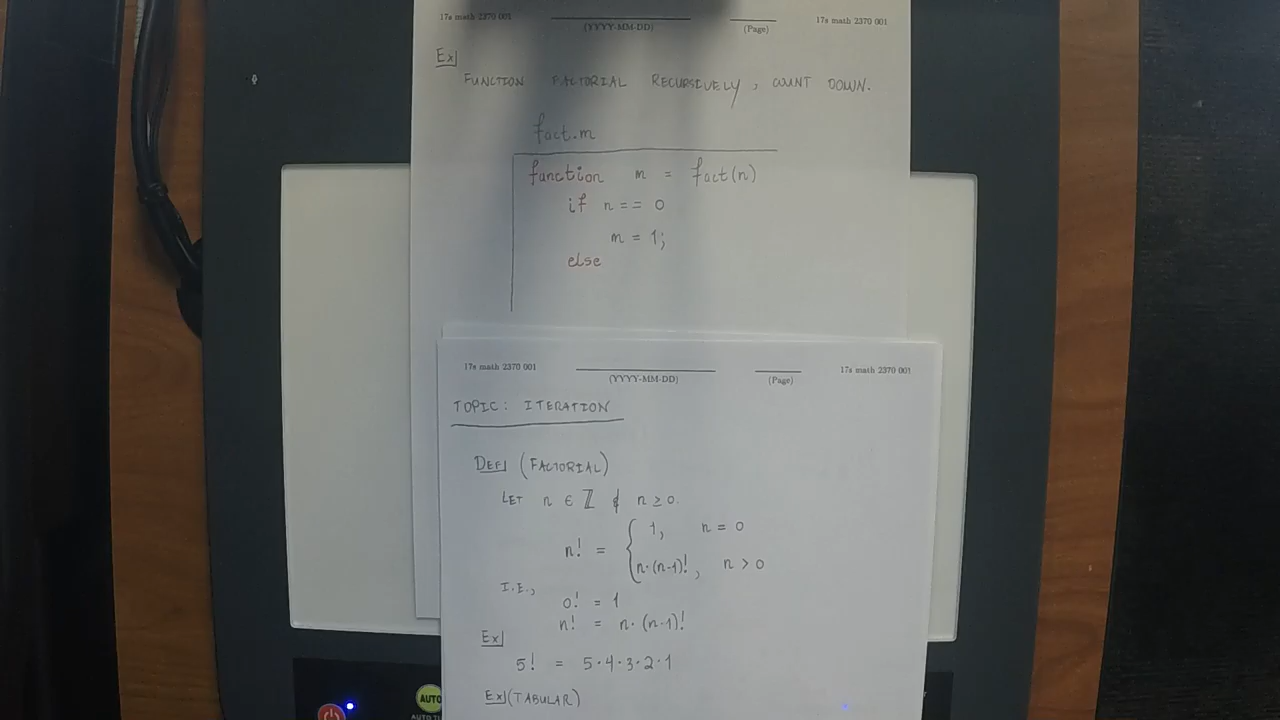 17s math 2370 001 (YYYY-MM-DD) (Page) 17s math 2370 001
Ex
FUNCTION FACTORIAL RECURSIVELY, COUNT DOWN.
fact.m
function m = fact(n)
if n == 0
m = 1;
else
17s math 2370 001 (YYYY-MM-DD) (Page) 17s math 2370 001
TOPIC: ITERATION
DEF (FACTORIAL)
LET n ∈ ℤ & n ≥ 0.
n! = { 1, n = 0
n·(n-1)!, n > 0
I.E.,
0! = 1
n! = n·(n-1)!
Ex
5! = 5·4·3·2·1
Ex (TABULAR)
AUTO